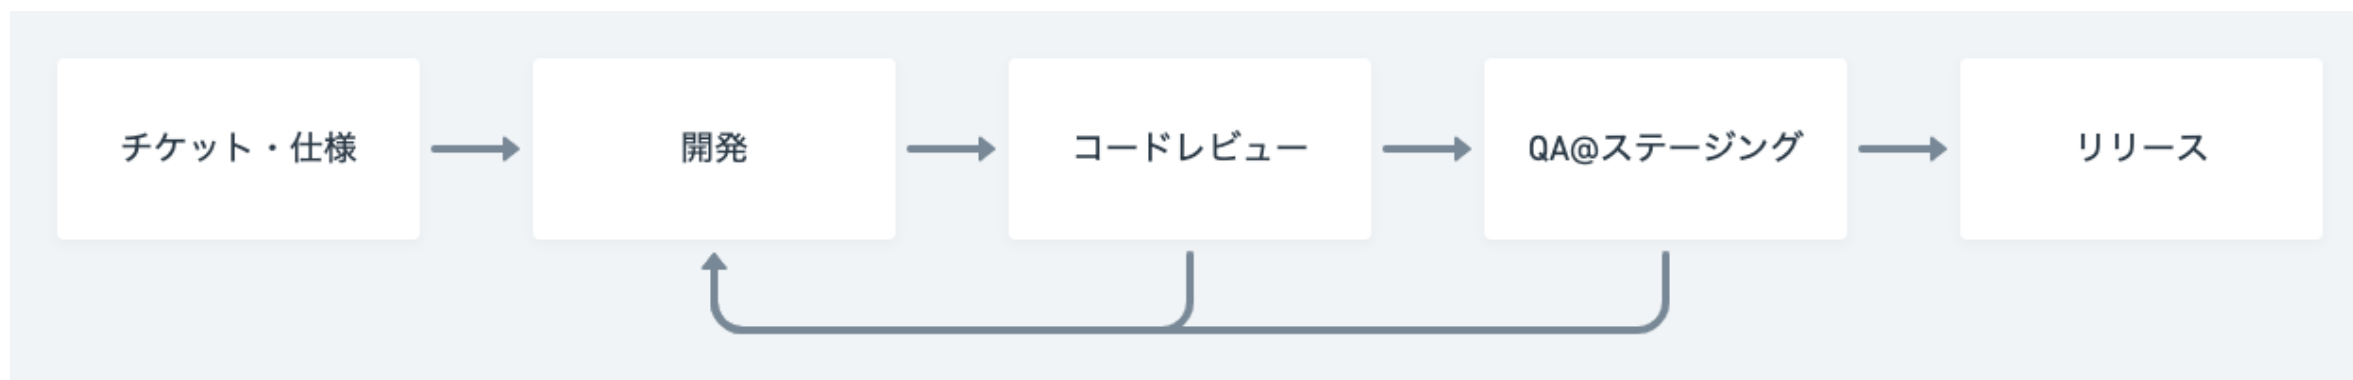 チケット・仕様
開発
コードレビュー
QA@ステージング
リリース